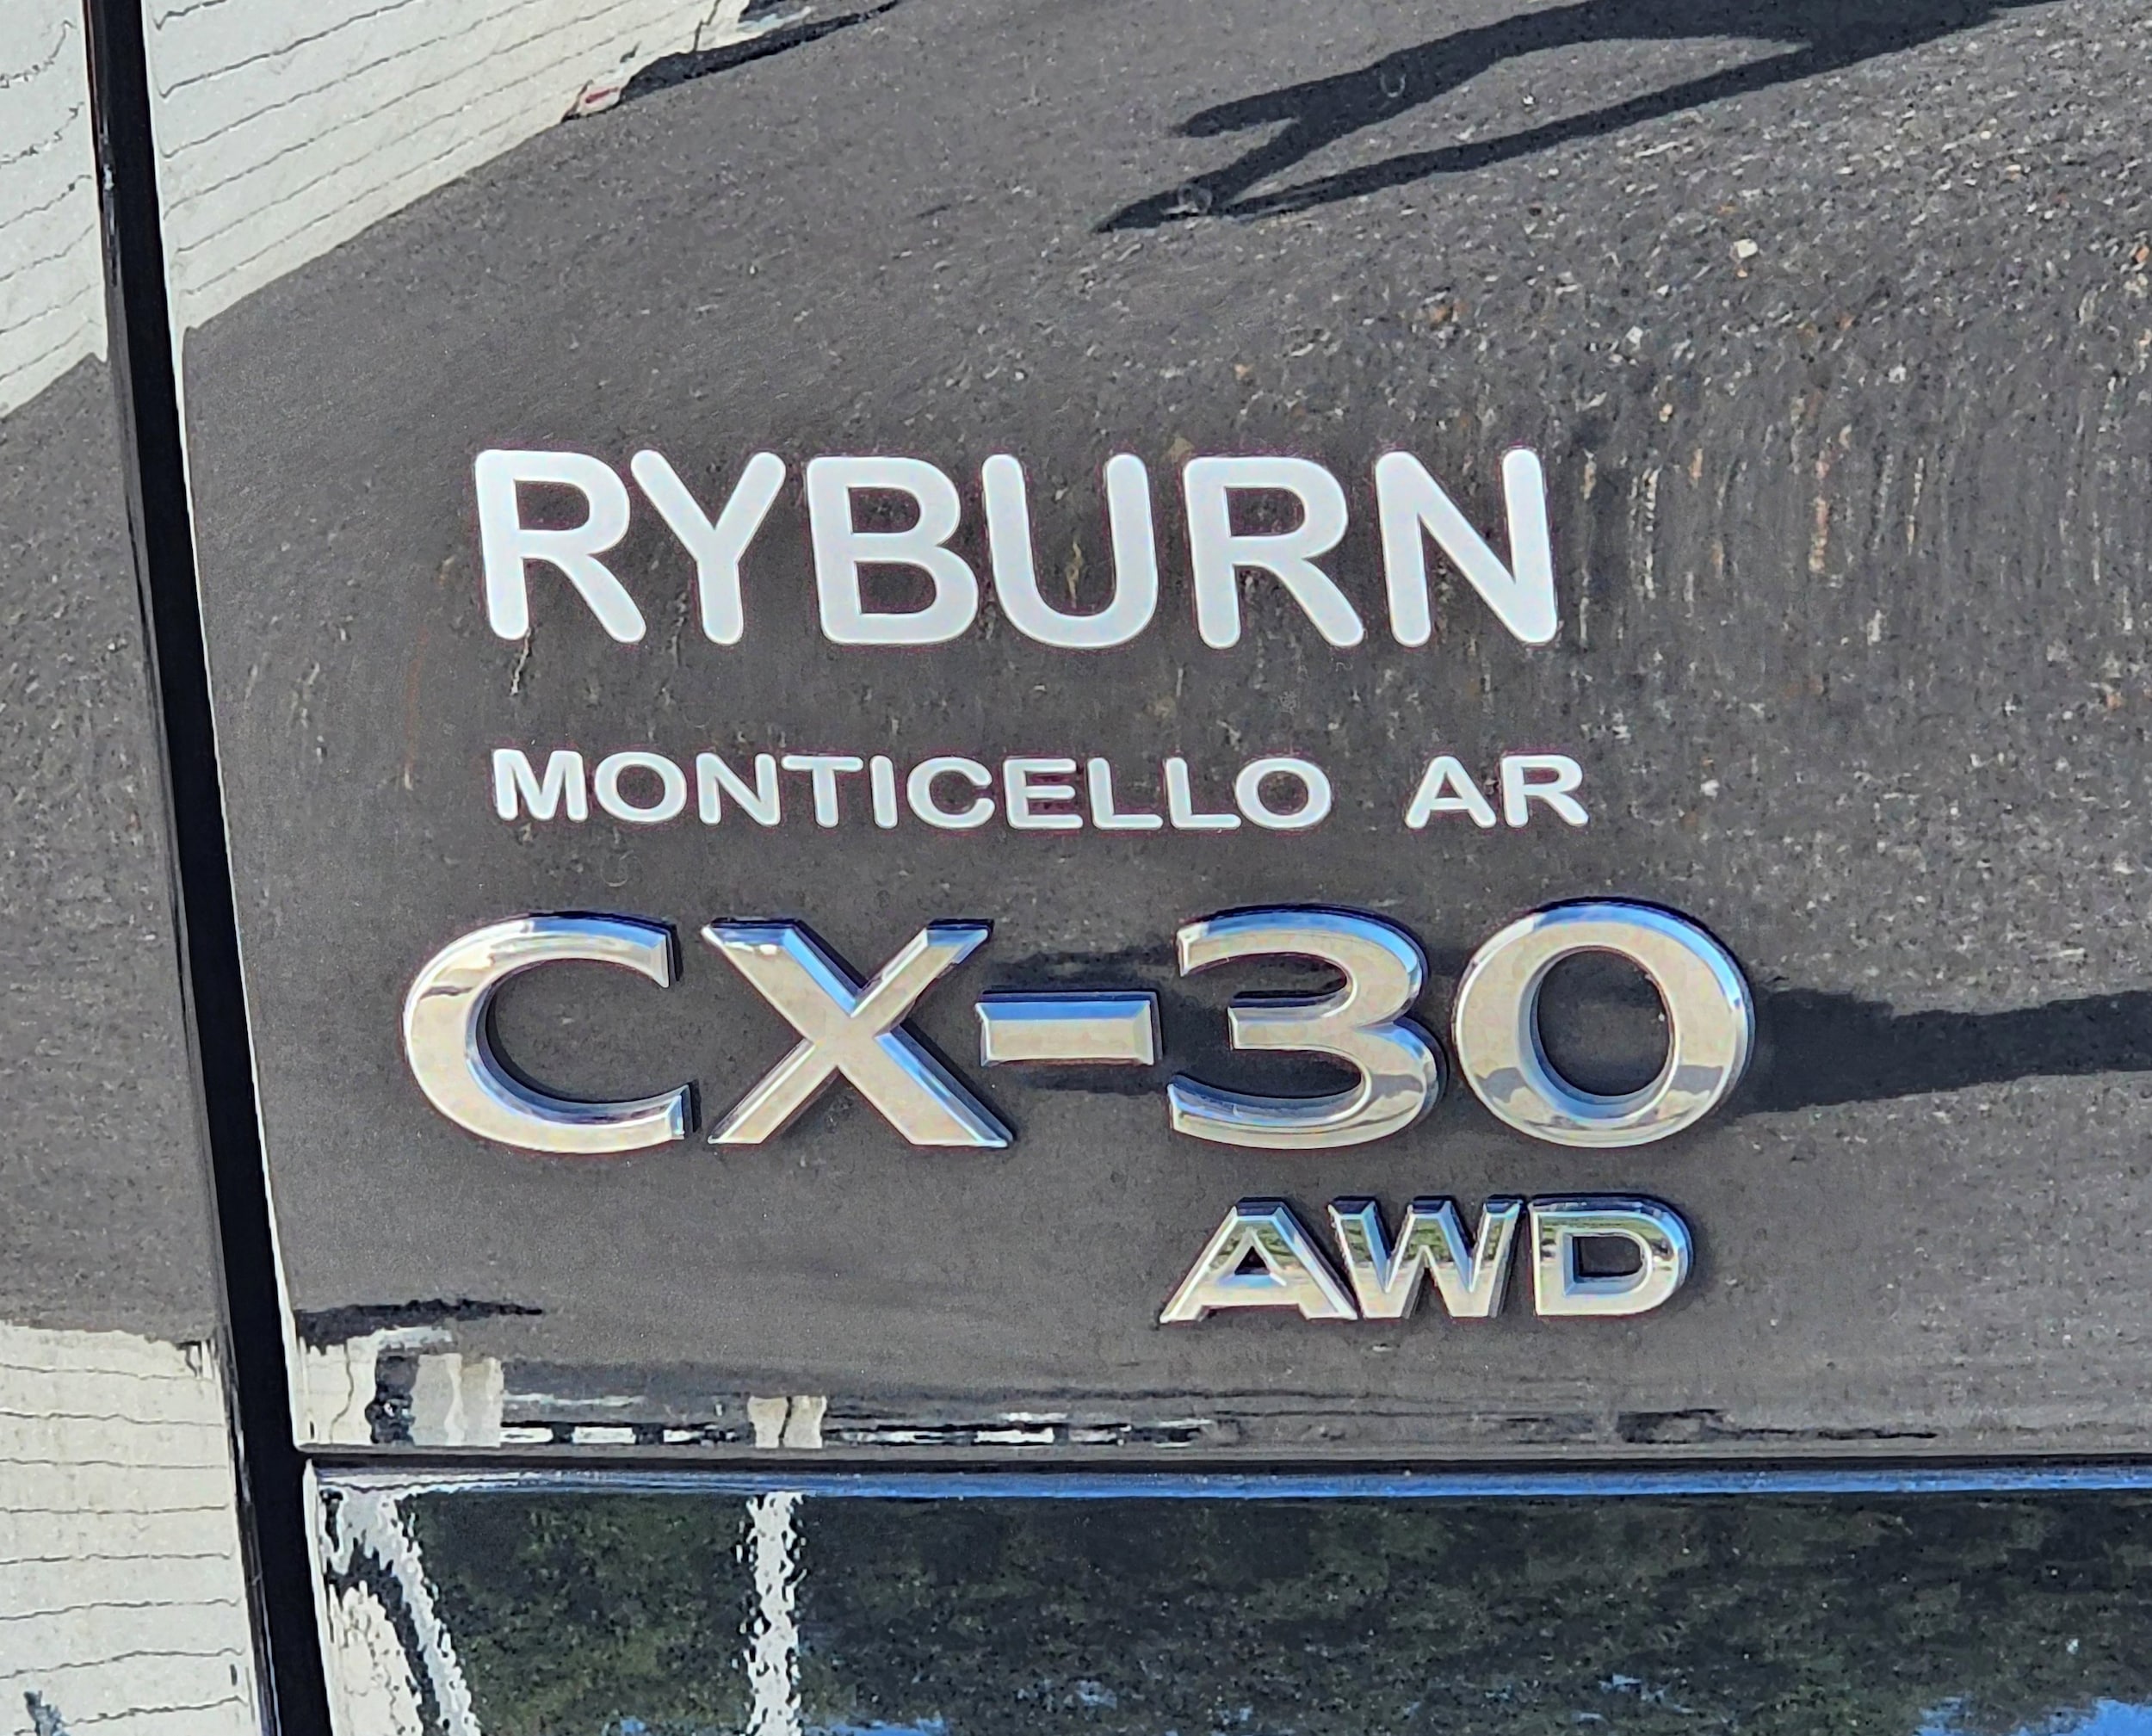 RYBURN
MONTICELLO AR
CX-30
AWD